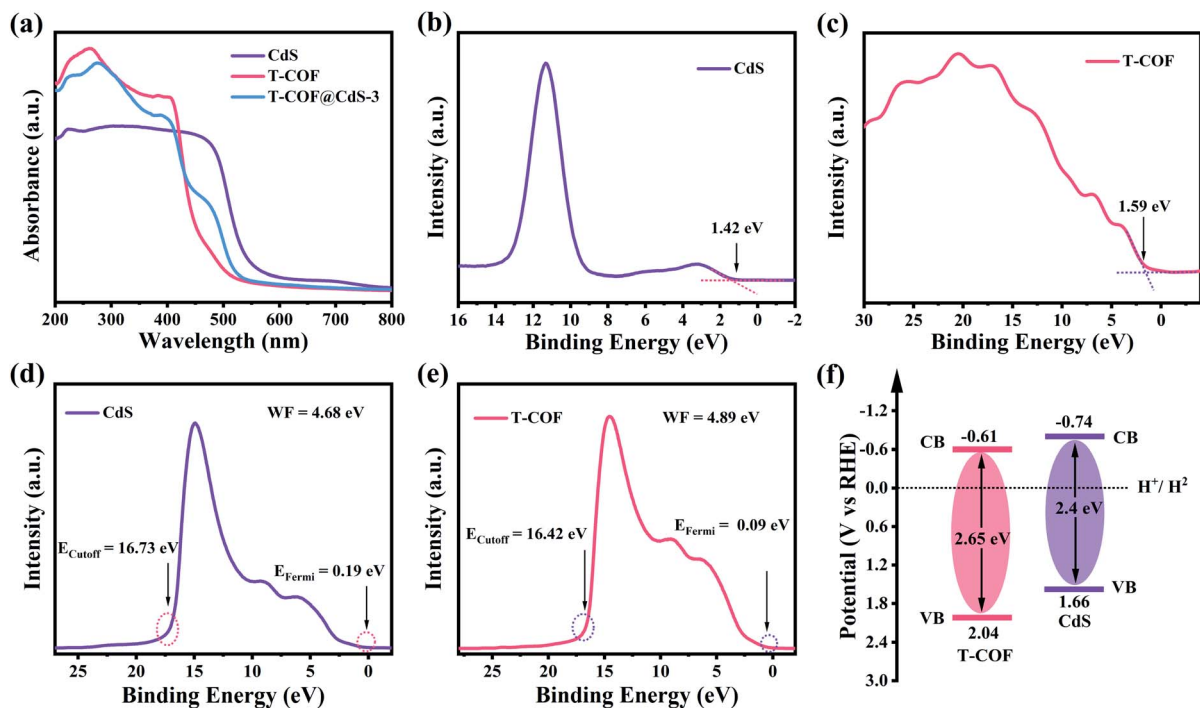 (a)
CdS
T-COF
T-COF@CdS-3
Absorbance (a.u.)
200 300 400 500 600 700 800
Wavelength (nm)
(b)
CdS
1.42 eV
Intensity (a.u.)
16 14 12 10 8 6 4 2 0 -2
Binding Energy (eV)
(c)
T-COF
1.59 eV
Intensity (a.u.)
30 25 20 15 10 5 0
Binding Energy (eV)
(d)
CdS
WF = 4.68 eV
E_Cutoff = 16.73 eV
E_Fermi = 0.19 eV
Intensity (a.u.)
25 20 15 10 5 0
Binding Energy (eV)
(e)
T-COF
WF = 4.89 eV
E_Cutoff = 16.42 eV
E_Fermi = 0.09 eV
Intensity (a.u.)
25 20 15 10 5 0
Binding Energy (eV)
(f)
Potential (V vs RHE)
-1.2
-0.6
0.0
0.6
1.2
1.8
2.4
3.0
-0.61
-0.74
CB
CB
H⁺/ H²
2.65 eV
2.4 eV
VB
VB
2.04
1.66
T-COF
CdS